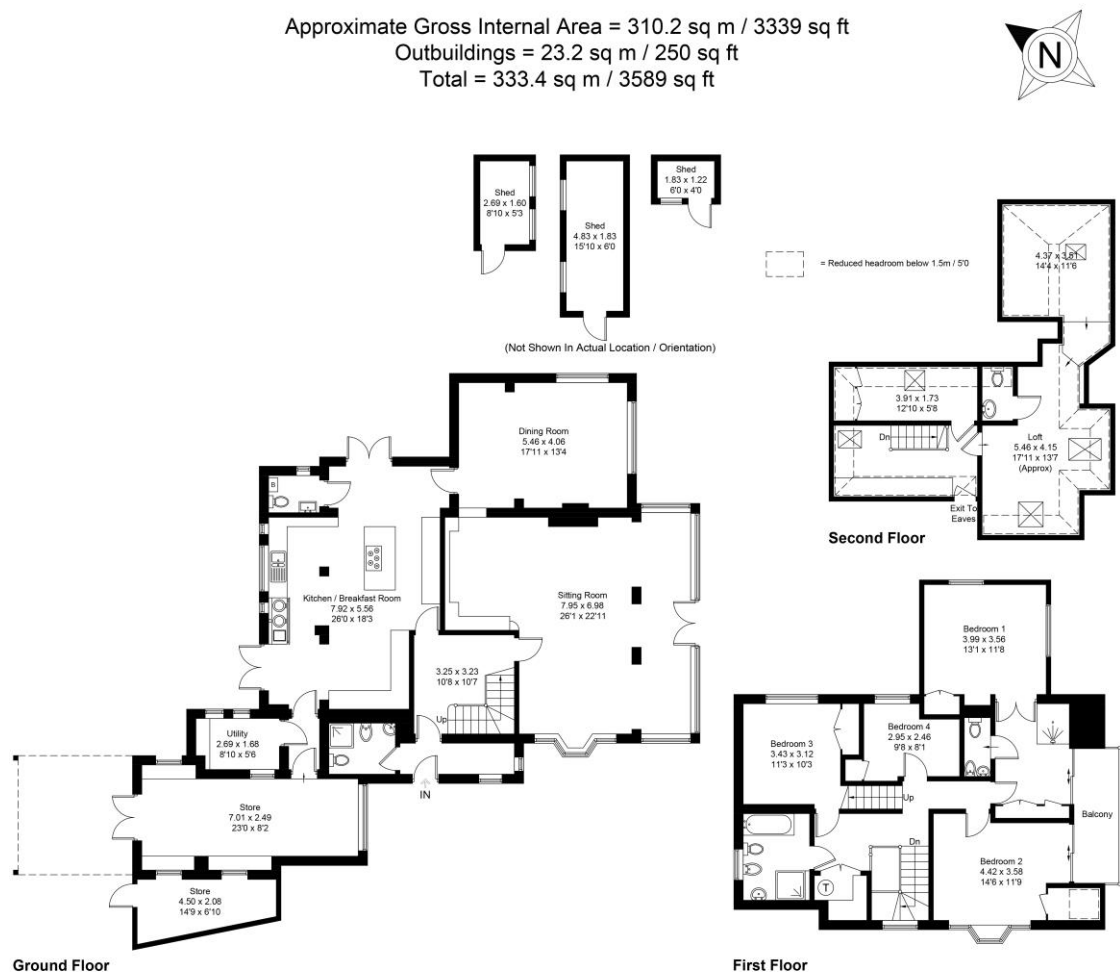 Approximate Gross Internal Area = 310.2 sq m / 3339 sq ft
Outbuildings = 23.2 sq m / 250 sq ft
Total = 333.4 sq m / 3589 sq ft
N
Shed
2.69 x 1.60
8'10 x 5'3
Shed
4.83 x 1.83
15'10 x 6'0
Shed
1.83 x 1.22
6'0 x 4'0
(Not Shown In Actual Location / Orientation)
= Reduced headroom below 1.5m / 5'0
4.37 x 3.51
14'4 x 11'6
3.91 x 1.73
12'10 x 5'8
Dn
Loft
5.46 x 4.15
17'11 x 13'7
(Approx)
Exit To
Eaves
Second Floor
Dining Room
5.46 x 4.06
17'11 x 13'4
B
Kitchen / Breakfast Room
7.92 x 5.56
26'0 x 18'3
Sitting Room
7.95 x 6.98
26'1 x 22'11
3.25 x 3.23
10'8 x 10'7
Up
Utility
2.69 x 1.68
8'10 x 5'6
IN
Store
7.01 x 2.49
23'0 x 8'2
Store
4.50 x 2.08
14'9 x 6'10
Ground Floor
Bedroom 1
3.99 x 3.56
13'1 x 11'8
Bedroom 3
3.43 x 3.12
11'3 x 10'3
Bedroom 4
2.95 x 2.46
9'8 x 8'1
Up
Balcony
Dn
T
Bedroom 2
4.42 x 3.58
14'6 x 11'9
First Floor